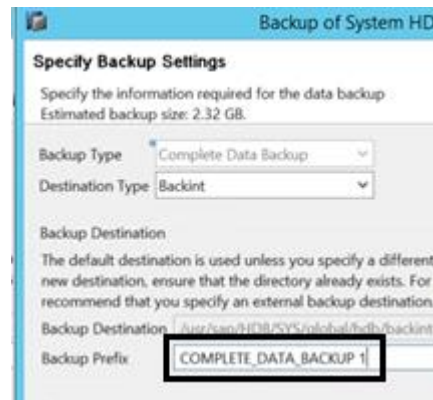 Backup of System HD
Specify Backup Settings
Specify the information required for the data backup
Estimated backup size: 2.32 GB.
Backup Type Complete Data Backup
Destination Type Backint
Backup Destination
The default destination is used unless you specify a different
new destination, ensure that the directory already exists. For
recommend that you specify an external backup destination.
Backup Destination /usr/sap/HDB/SYS/global/hdb/backint
Backup Prefix COMPLETE_DATA_BACKUP 1